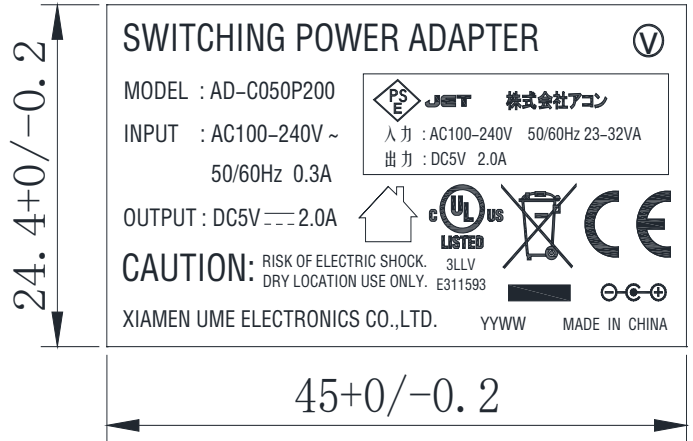 SWITCHING POWER ADAPTER
V
MODEL : AD-C050P200
INPUT : AC100-240V ~
50/60Hz 0.3A
OUTPUT : DC5V 2.0A
PS
E
JET 株式会社アコン
入力 : AC100-240V 50/60Hz 23-32VA
出力 : DC5V 2.0A
C UL US
LISTED
3LLV
E311593
CE
CAUTION: RISK OF ELECTRIC SHOCK.
DRY LOCATION USE ONLY.
XIAMEN UME ELECTRONICS CO.,LTD. YYWW MADE IN CHINA
24.4+0/-0.2
45+0/-0.2